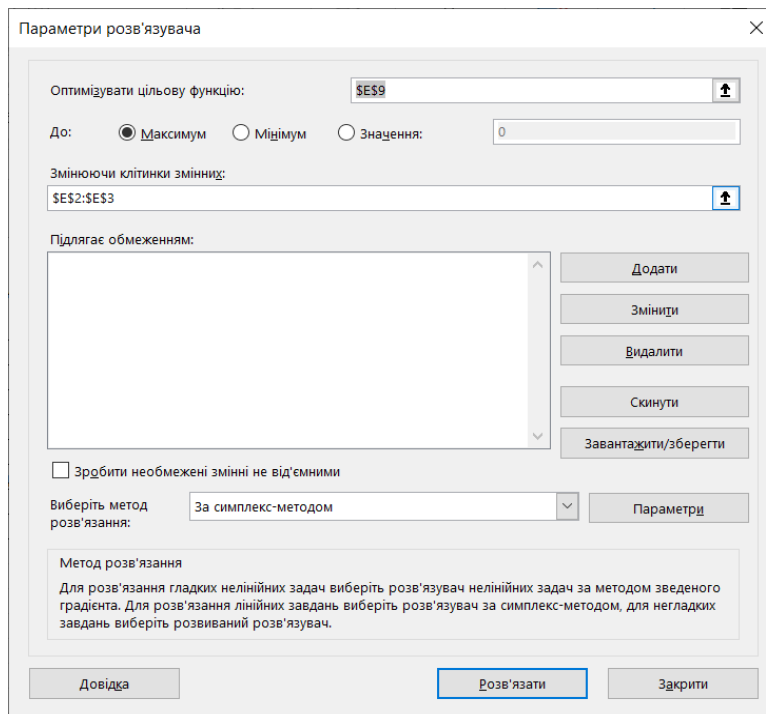 Параметри розв'язувача
Оптимізувати цільову функцію: $E$9
До: Максимум Мінімум Значення: 0
Змінюючи клітинки змінних:
$E$2:$E$3
Підлягає обмеженням:
Додати
Змінити
Видалити
Скинути
Завантажити/зберегти
Зробити необмежені змінні не від'ємними
Виберіть метод
розв'язання:
За симплекс-методом
Параметри
Метод розв'язання
Для розв'язання гладких нелінійних задач виберіть розв'язувач нелінійних задач за методом зведеного
градієнта. Для розв'язання лінійних завдань виберіть розв'язувач за симплекс-методом, для негладких
завдань виберіть розвиваний розв'язувач.
Довідка Розв'язати Закрити